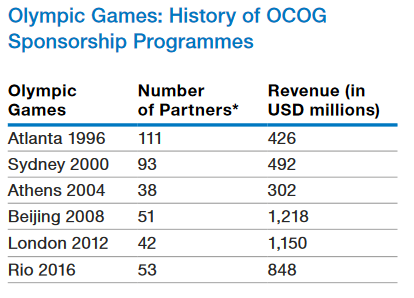 Olympic Games: History of OCOG
Sponsorship Programmes
Olympic Games Number of Partners* Revenue (in USD millions)
Atlanta 1996 111 426
Sydney 2000 93 492
Athens 2004 38 302
Beijing 2008 51 1,218
London 2012 42 1,150
Rio 2016 53 848